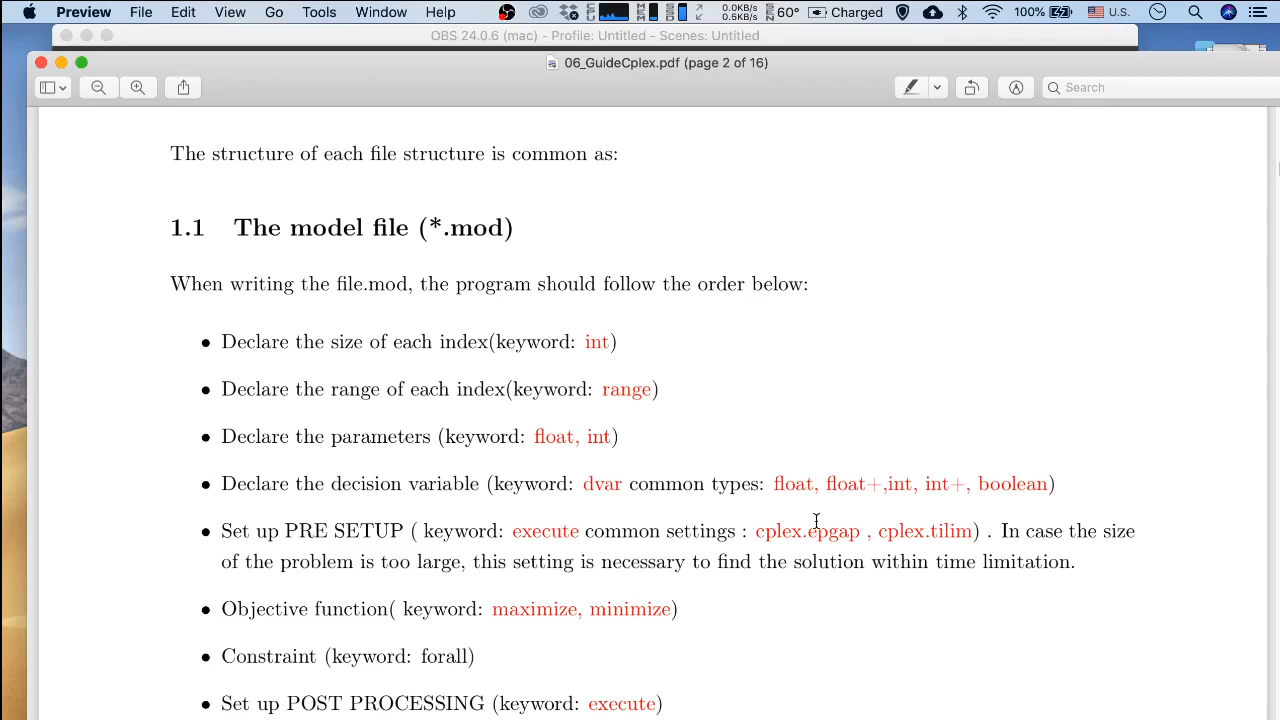 Preview File Edit View Go Tools Window Help 0.0KB/s 0.5KB/s 60° Charged 100% U.S.
OBS 24.0.6 (mac) - Profile: Untitled - Scenes: Untitled
06_GuideCplex.pdf (page 2 of 16)
Search
The structure of each file structure is common as:
1.1 The model file (*.mod)
When writing the file.mod, the program should follow the order below:
• Declare the size of each index(keyword: int)
• Declare the range of each index(keyword: range)
• Declare the parameters (keyword: float, int)
• Declare the decision variable (keyword: dvar common types: float, float+,int, int+, boolean)
• Set up PRE SETUP ( keyword: execute common settings : cplex.epgap , cplex.tilim) . In case the size
of the problem is too large, this setting is necessary to find the solution within time limitation.
• Objective function( keyword: maximize, minimize)
• Constraint (keyword: forall)
• Set up POST PROCESSING (keyword: execute)